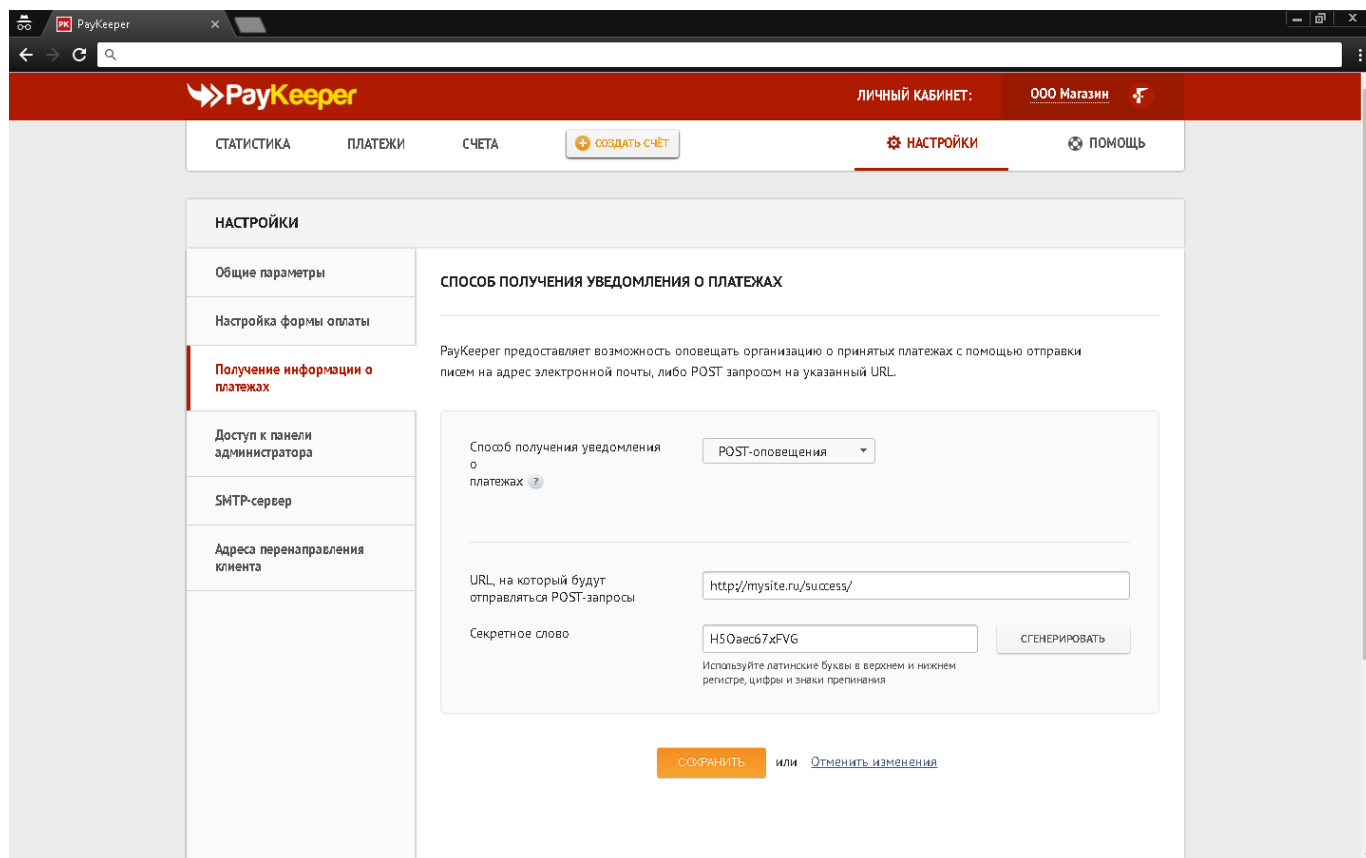 PK PayKeeper
PayKeeper
ЛИЧНЫЙ КАБИНЕТ:
ООО Магазин
СТАТИСТИКА
ПЛАТЕЖИ
СЧЕТА
СОЗДАТЬ СЧЁТ
НАСТРОЙКИ
ПОМОЩЬ
НАСТРОЙКИ
Общие параметры
Настройка формы оплаты
Получение информации о
платежах
Доступ к панели
администратора
SMTP-сервер
Адреса перенаправления
клиента
СПОСОБ ПОЛУЧЕНИЯ УВЕДОМЛЕНИЯ О ПЛАТЕЖАХ
PayKeeper предоставляет возможность оповещать организацию о принятых платежах с помощью отправки
писем на адрес электронной почты, либо POST запросом на указанный URL.
Способ получения уведомления
о
платежах ?
POST-оповещения
URL, на который будут
отправляться POST-запросы
http://mysite.ru/success/
Секретное слово
H5Oaec67xFVG
СГЕНЕРИРОВАТЬ
Используйте латинские буквы в верхнем и нижнем
регистре, цифры и знаки препинания
СОХРАНИТЬ
или
Отменить изменения